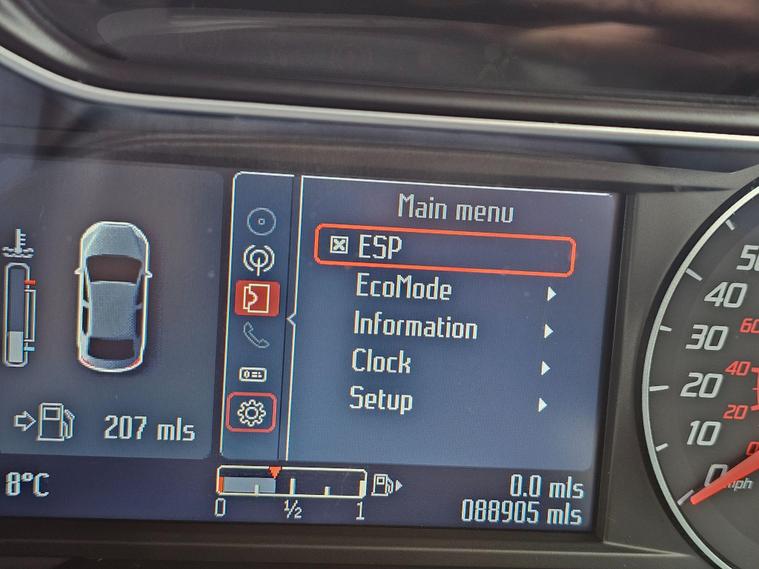 Main menu
ESP
EcoMode
Information
Clock
Setup
207 mls
8°C
0 ½ 1
0.0 mls
088905 mls
50
40
30
20
10
0
mph
60
40
20